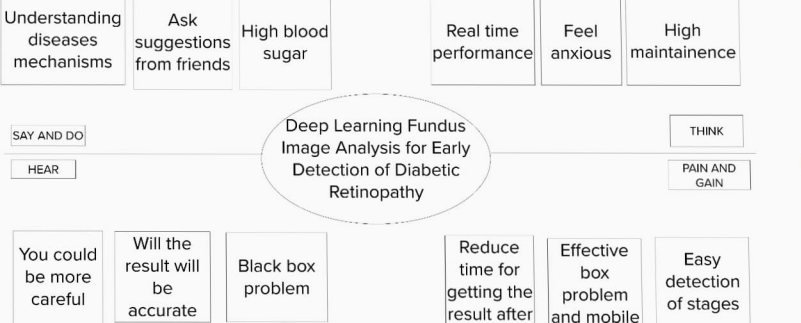 Understanding
diseases
mechanisms
Ask
suggestions
from friends
High blood
sugar
Real time
performance
Feel
anxious
High
maintainence
SAY AND DO
HEAR
Deep Learning Fundus
Image Analysis for Early
Detection of Diabetic
Retinopathy
THINK
PAIN AND
GAIN
You could
be more
careful
Will the
result will
be
accurate
Black box
problem
Reduce
time for
getting the
result after
Effective
box
problem
and mobile
Easy
detection
of stages